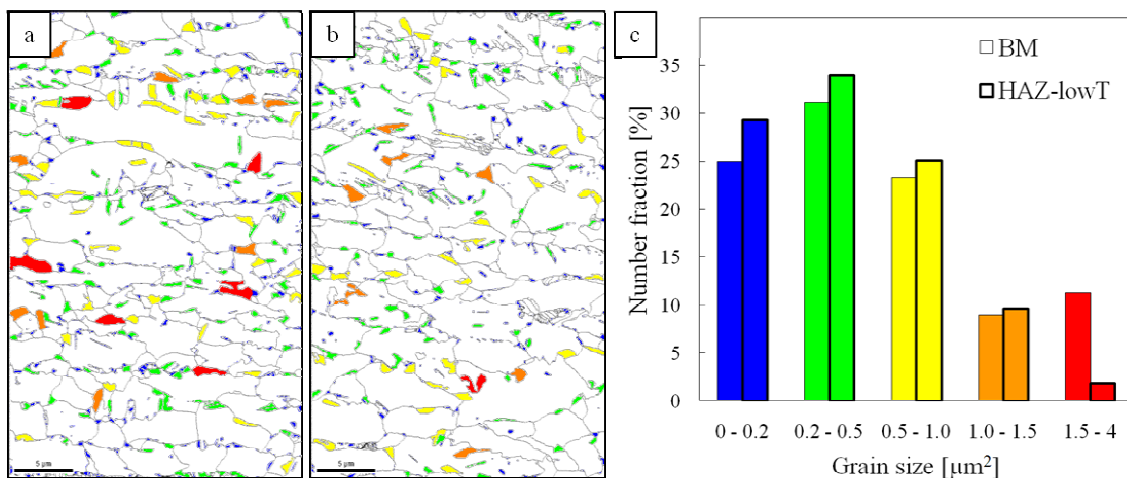 a
b
c
5 µm
5 µm
BM
HAZ-lowT
Number fraction [%]
35
30
25
20
15
10
5
0
0 - 0.2
0.2 - 0.5
0.5 - 1.0
1.0 - 1.5
1.5 - 4
Grain size [µm²]